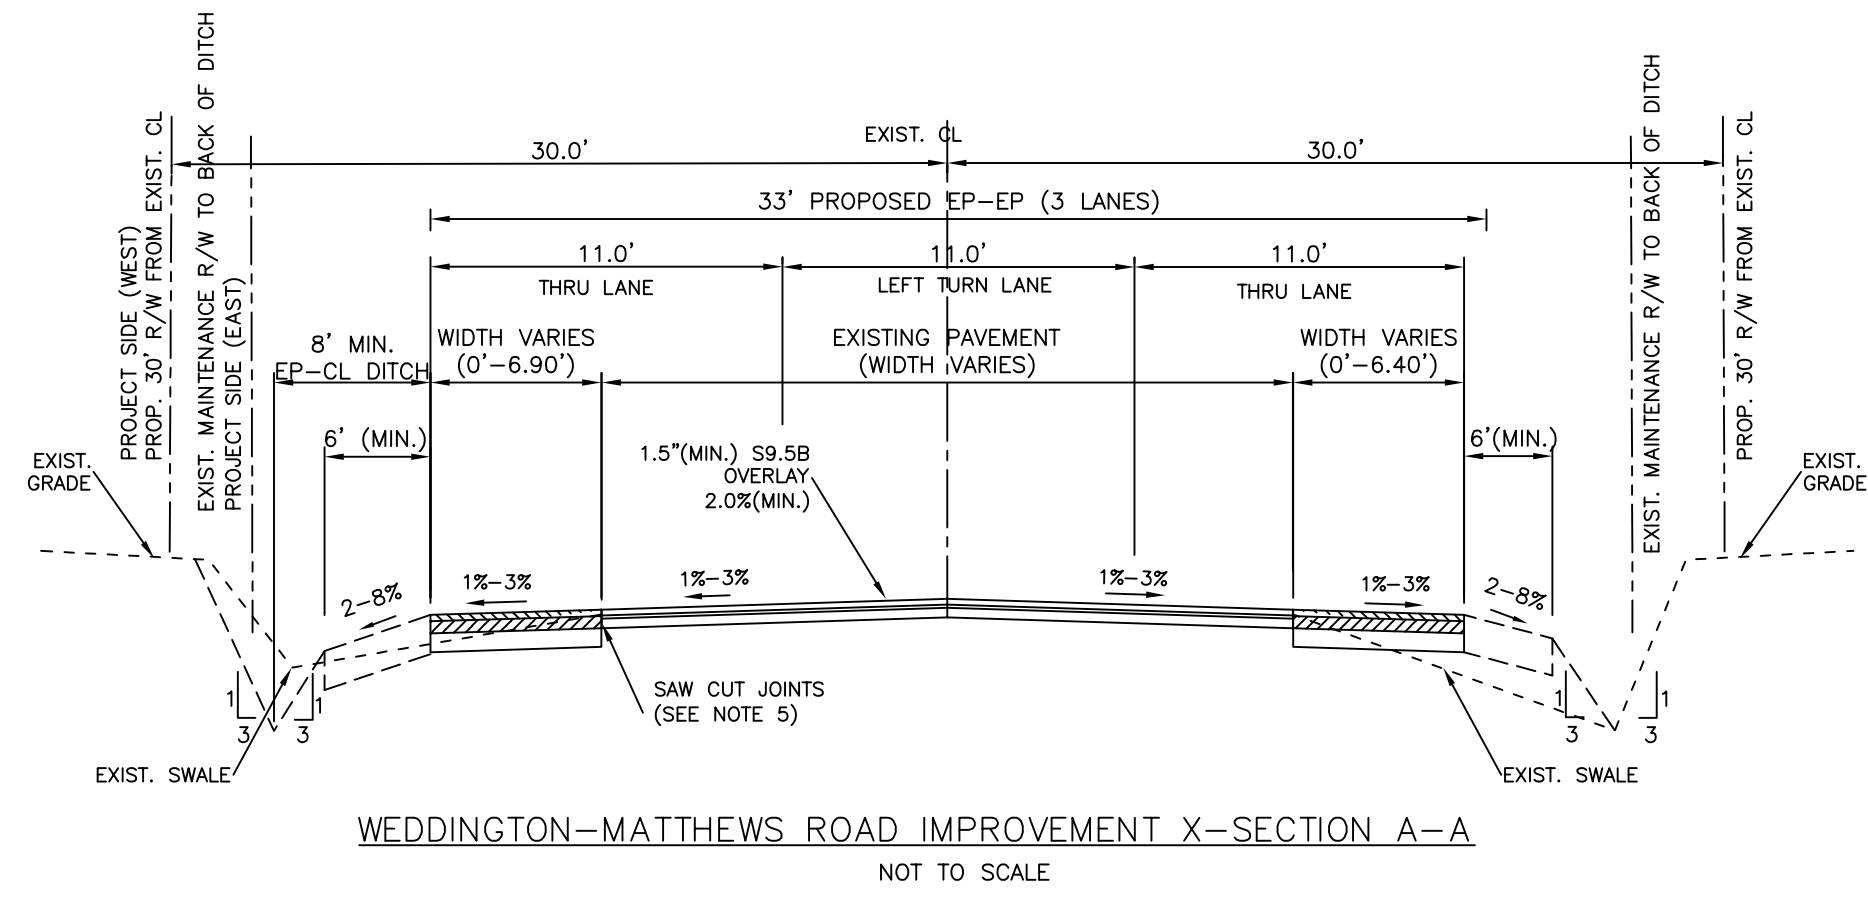 PROJECT SIDE (WEST)
PROP. 30' R/W FROM EXIST. CL
EXIST. MAINTENANCE R/W TO BACK OF DITCH
PROJECT SIDE (EAST)
EXIST. CL
30.0'
30.0'
33' PROPOSED EP-EP (3 LANES)
11.0'
11.0'
11.0'
THRU LANE
LEFT TURN LANE
THRU LANE
8' MIN.
EP-CL DITCH
WIDTH VARIES
(0'-6.90')
EXISTING PAVEMENT
(WIDTH VARIES)
WIDTH VARIES
(0'-6.40')
EXIST. MAINTENANCE R/W TO BACK OF DITCH
PROP. 30' R/W FROM EXIST. CL
6' (MIN.)
6'(MIN.)
EXIST.
GRADE
1.5"(MIN.) S9.5B
OVERLAY
2.0%(MIN.)
EXIST.
GRADE
2-8%
1%-3%
1%-3%
1%-3%
1%-3%
2-8%
1
3
1
3
1
3
1
3
SAW CUT JOINTS
(SEE NOTE 5)
EXIST. SWALE
EXIST. SWALE
WEDDINGTON-MATTHEWS ROAD IMPROVEMENT X-SECTION A-A
NOT TO SCALE